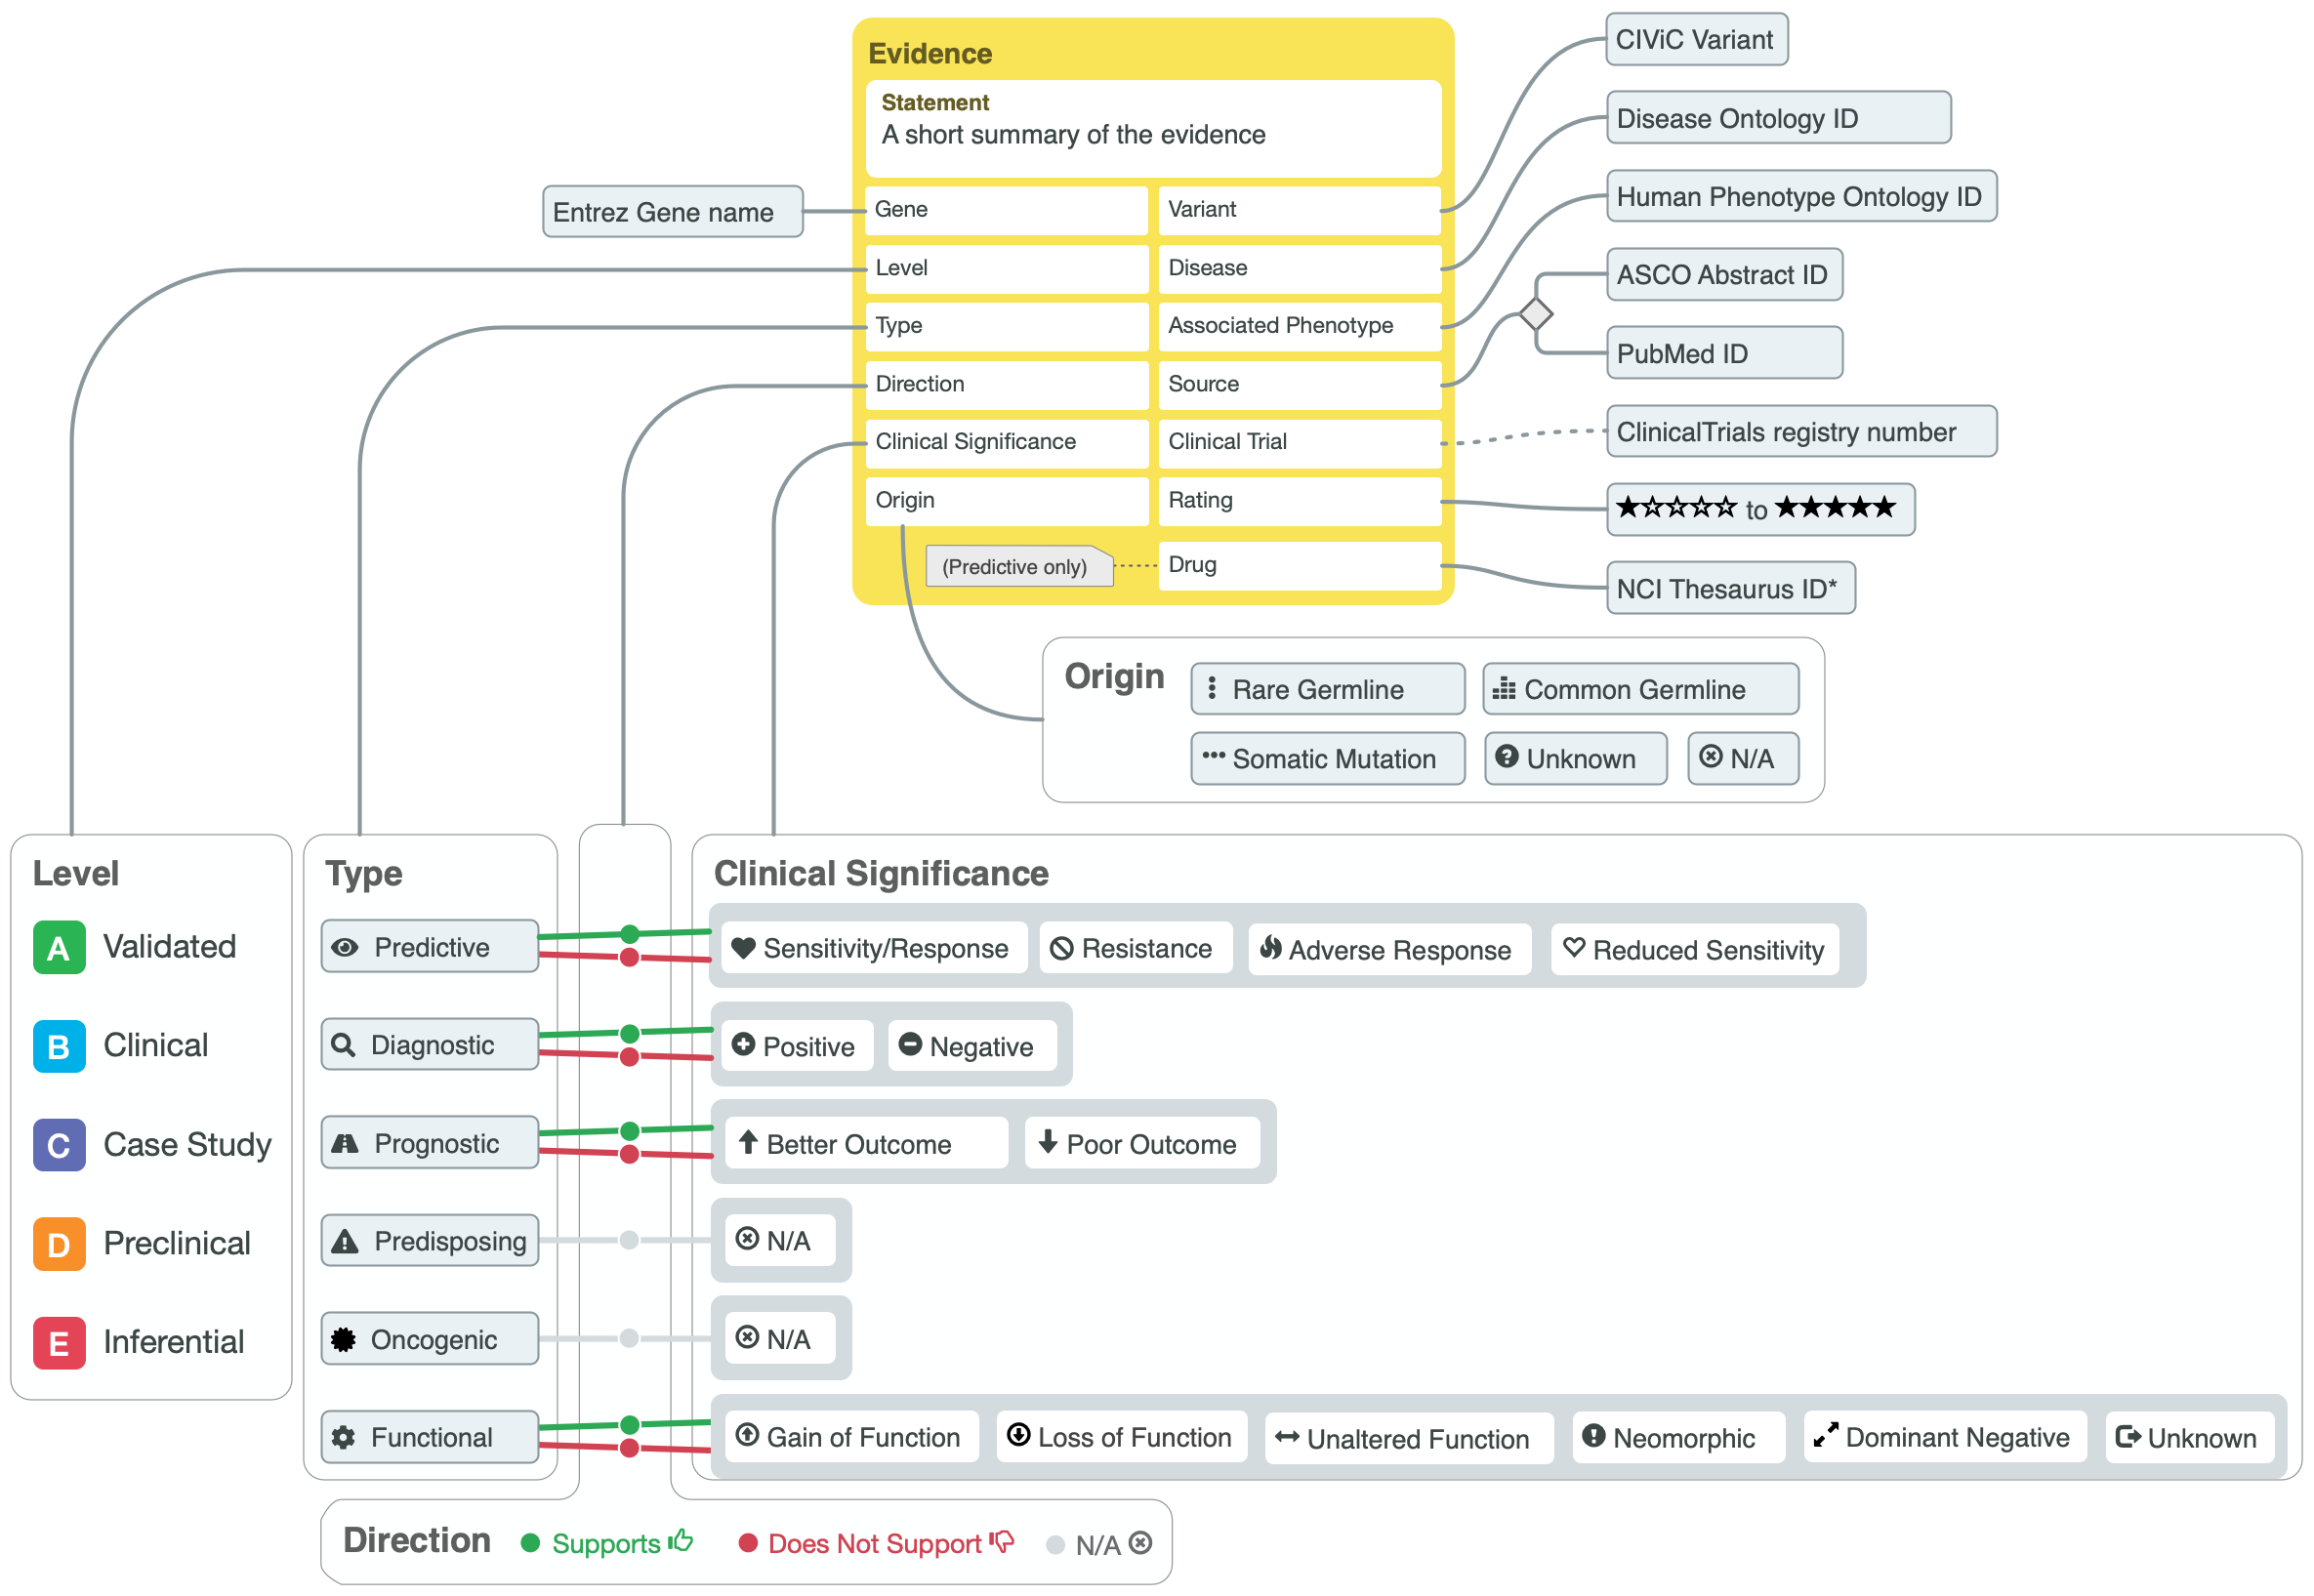 Evidence
Statement
A short summary of the evidence
Entrez Gene name
Gene
Variant
Level
Disease
Type
Associated Phenotype
Direction
Source
Clinical Significance
Clinical Trial
Origin
Rating
(Predictive only)
Drug
CIViC Variant
Disease Ontology ID
Human Phenotype Ontology ID
ASCO Abstract ID
PubMed ID
ClinicalTrials registry number
★☆☆☆☆ to ★★★★★
NCI Thesaurus ID*
Origin
Rare Germline
Common Germline
Somatic Mutation
Unknown
N/A
Level
A Validated
B Clinical
C Case Study
D Preclinical
E Inferential
Type
Predictive
Diagnostic
Prognostic
Predisposing
Oncogenic
Functional
Clinical Significance
Sensitivity/Response
Resistance
Adverse Response
Reduced Sensitivity
Positive
Negative
Better Outcome
Poor Outcome
N/A
N/A
Gain of Function
Loss of Function
Unaltered Function
Neomorphic
Dominant Negative
Unknown
Direction
Supports
Does Not Support
N/A